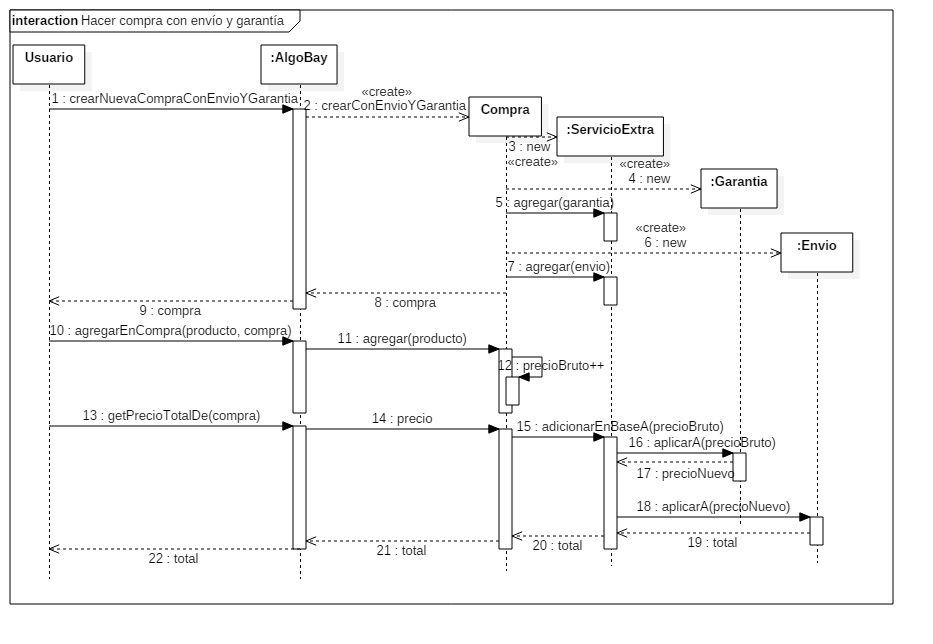 interaction Hacer compra con envío y garantía
Usuario
:AlgoBay
1 : crearNuevaCompraConEnvioYGarantia
«create»
2 : crearConEnvioYGarantia
Compra
:ServicioExtra
3 : new
«create»
«create»
4 : new
:Garantia
5 : agregar(garantia)
«create»
6 : new
:Envio
7 : agregar(envio)
8 : compra
9 : compra
10 : agregarEnCompra(producto, compra)
11 : agregar(producto)
12 : precioBruto++
13 : getPrecioTotalDe(compra)
14 : precio
15 : adicionarEnBaseA(precioBruto)
16 : aplicarA(precioBruto)
17 : precioNuevo
18 : aplicarA(precioNuevo)
19 : total
20 : total
21 : total
22 : total